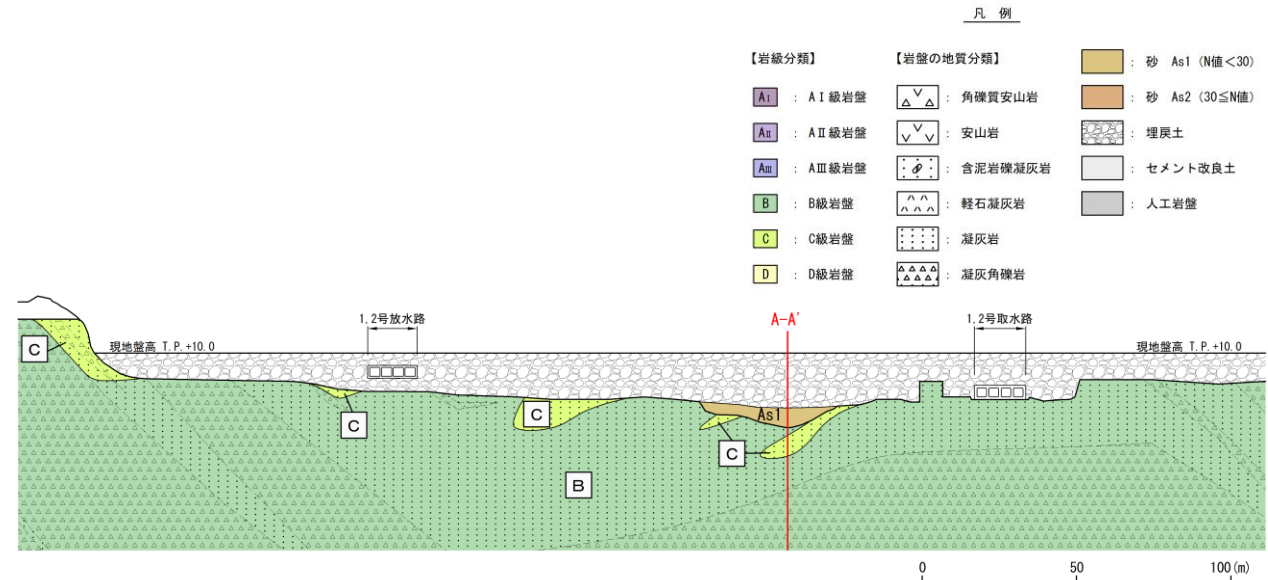 凡 例
【岩級分類】
AⅠ : AⅠ級岩盤
AⅡ : AⅡ級岩盤
AⅢ : AⅢ級岩盤
B : B級岩盤
C : C級岩盤
D : D級岩盤
【岩盤の地質分類】
: 角礫質安山岩
: 安山岩
: 含泥岩礫凝灰岩
: 軽石凝灰岩
: 凝灰岩
: 凝灰角礫岩
: 砂 As1 (N値<30)
: 砂 As2 (30≦N値)
: 埋戻土
: セメント改良土
: 人工岩盤
1,2号放水路
A-A'
1,2号取水路
現地盤高 T.P.+10.0
現地盤高 T.P.+10.0
C
C
C
As1
C
B
0 50 100(m)